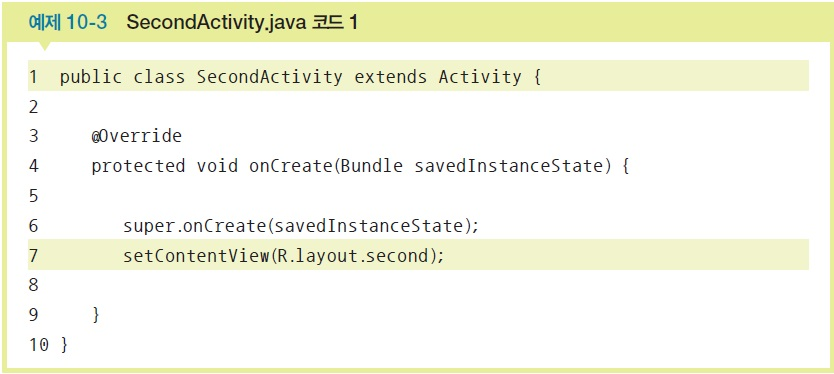 예제 10-3 SecondActivity.java 코드 1
1 public class SecondActivity extends Activity {
2
3 @Override
4 protected void onCreate(Bundle savedInstanceState) {
5
6 super.onCreate(savedInstanceState);
7 setContentView(R.layout.second);
8
9 }
10 }